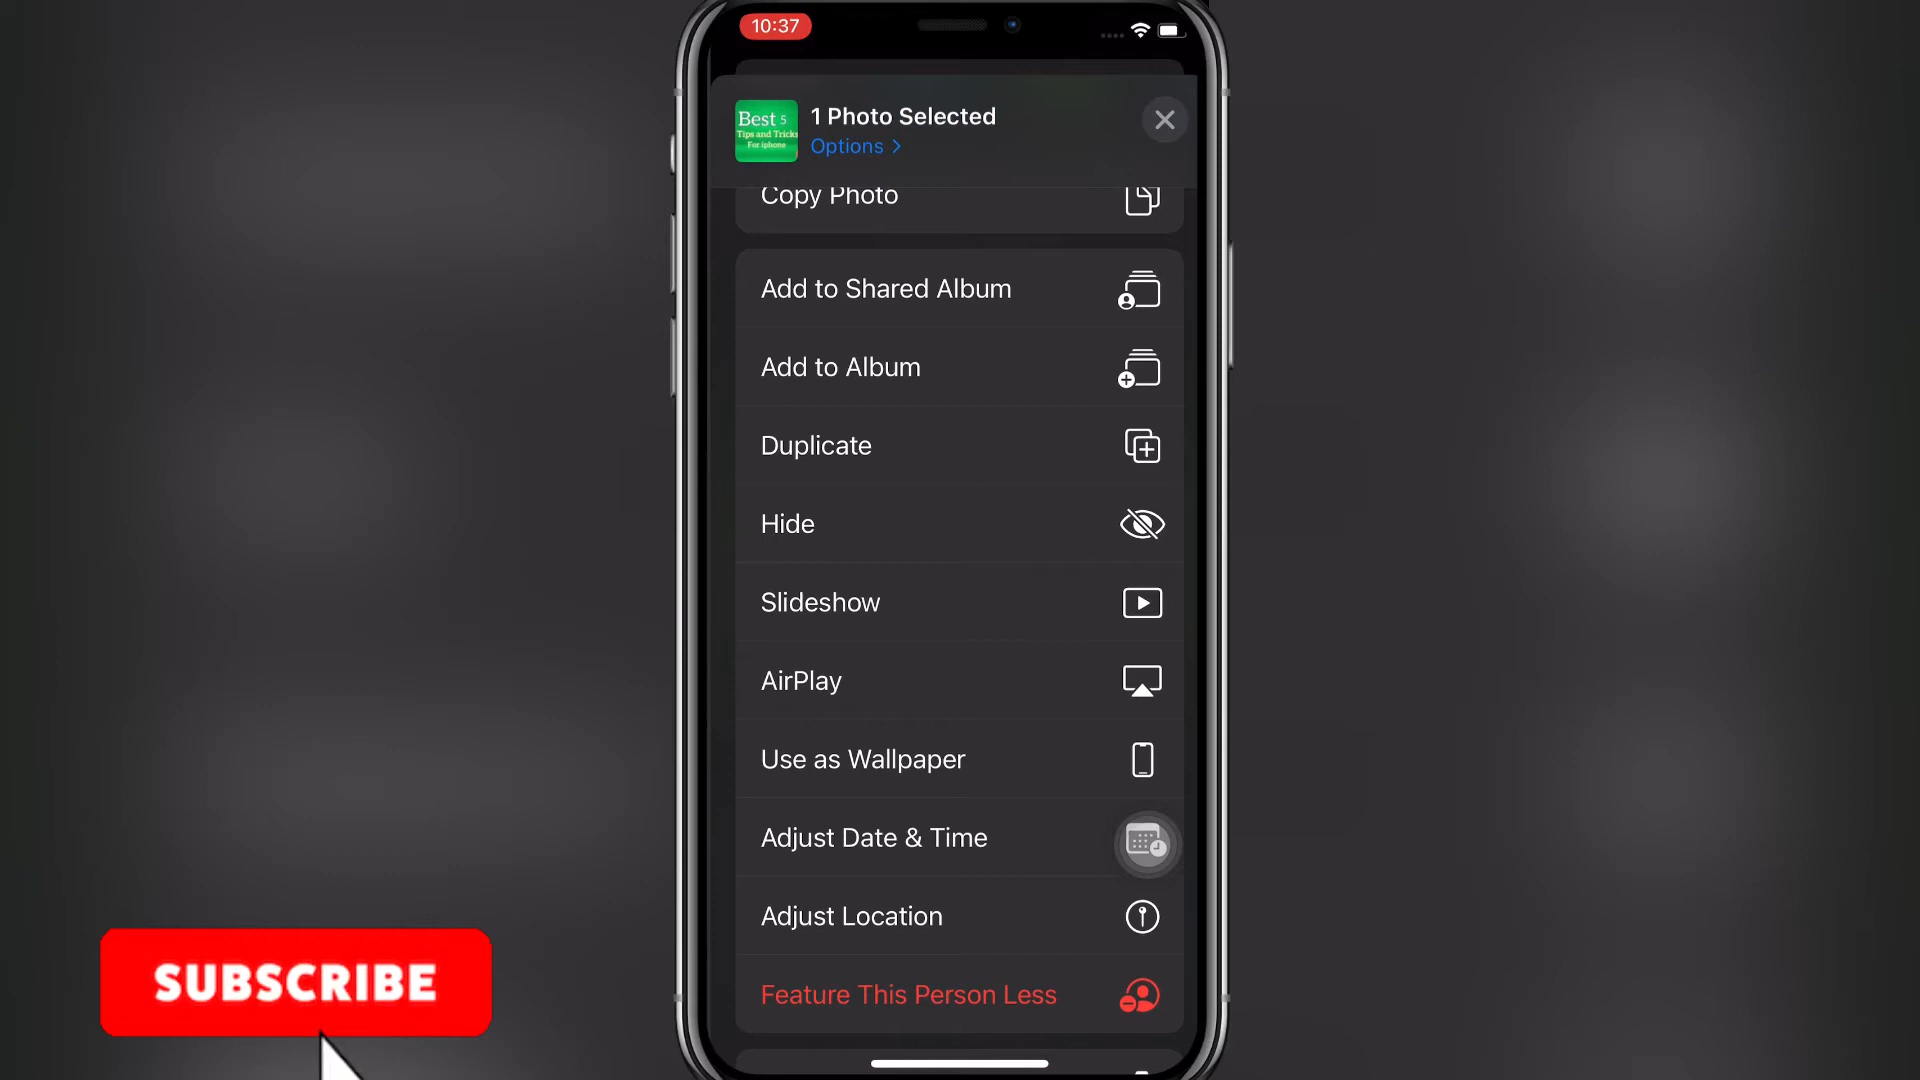 10:37
Best 5
Tips and Tricks
For iphone
1 Photo Selected
Options
Copy Photo
Add to Shared Album
Add to Album
Duplicate
Hide
Slideshow
AirPlay
Use as Wallpaper
Adjust Date & Time
Adjust Location
Feature This Person Less
SUBSCRIBE